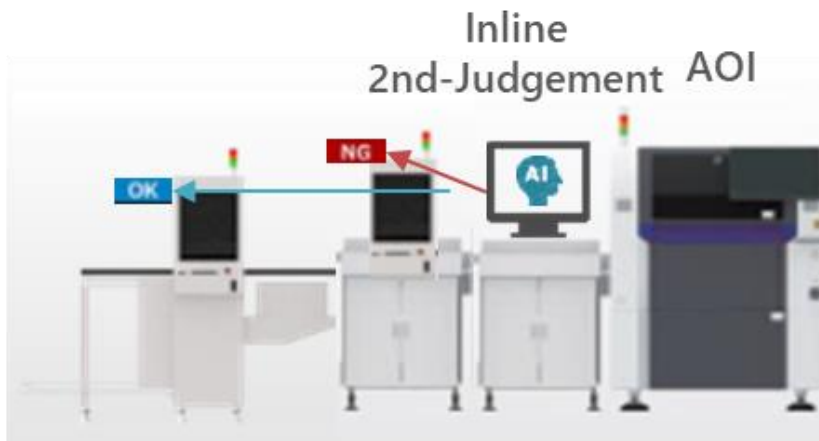 Inline
2nd-Judgement
AOI
NG
AI
OK